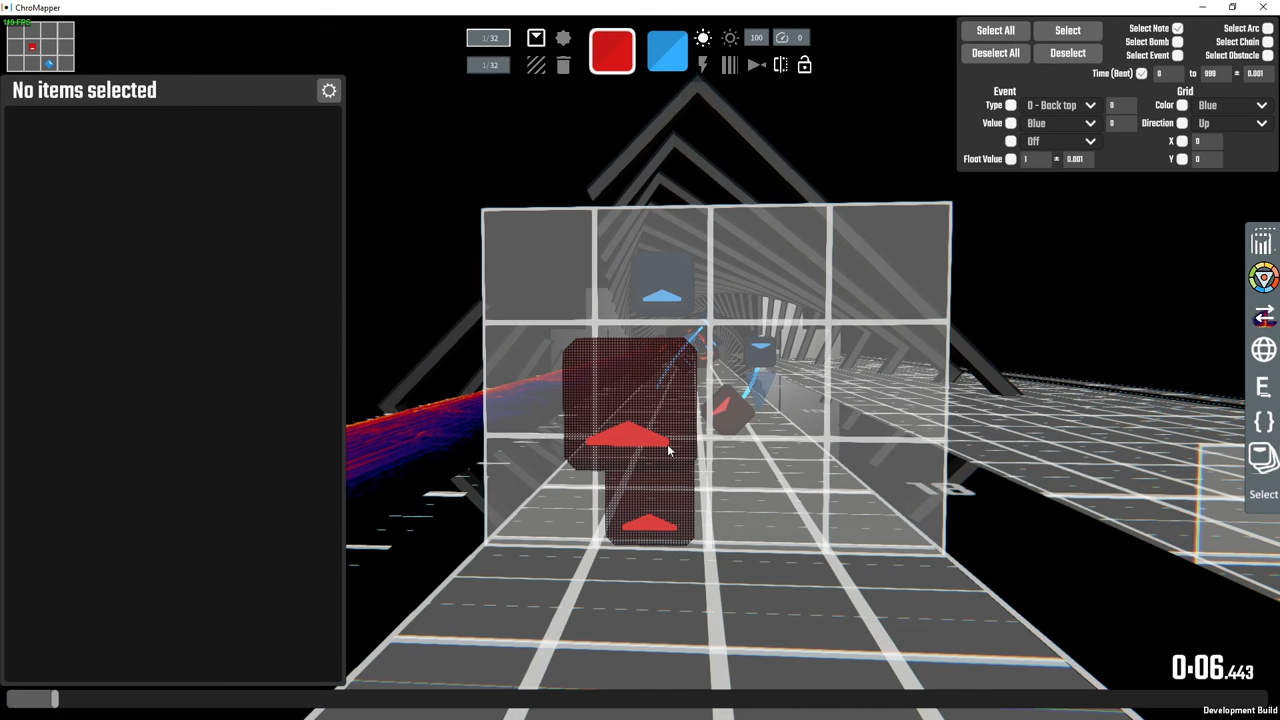 ChroMapper
119 FPS
1/32
100
0
1/32
No items selected
Select All
Select
Select Note
Select Arc
Deselect All
Deselect
Select Bomb
Select Chain
Select Event
Select Obstacle
Time (Beat)
0
to
999
±
0.001
Event
Grid
Type
0 - Back top
0
Color
Blue
Value
Blue
0
Direction
Up
Off
X
0
Float Value
1
±
0.001
Y
0
E
{ }
Select
18
0:06.443
Development Build